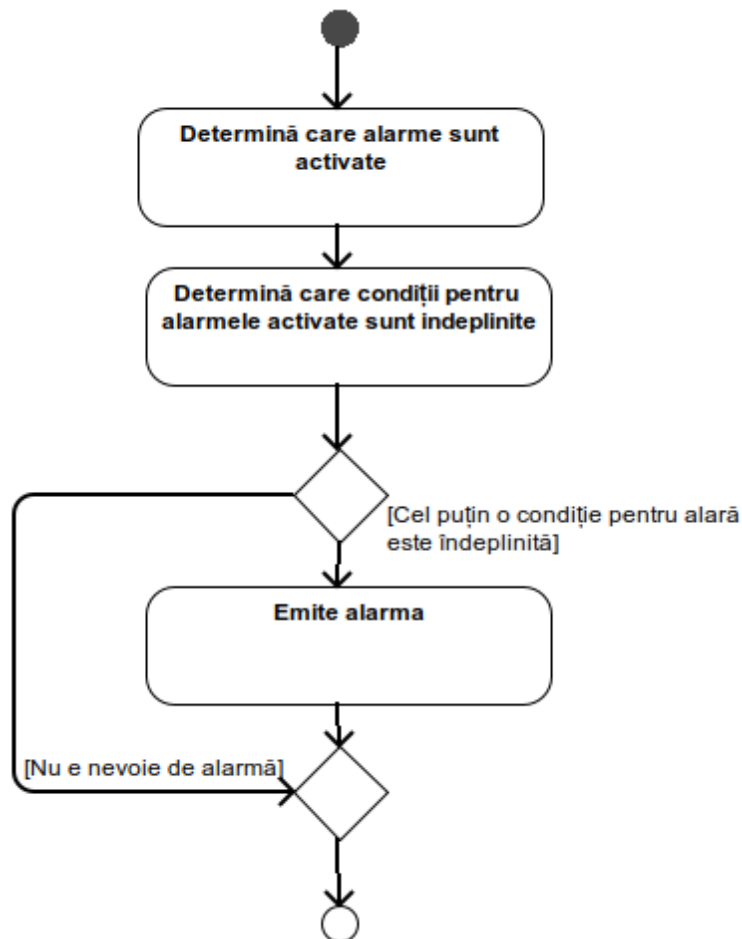 Determină care alarme sunt
activate
Determină care condiții pentru
alarmele activate sunt indeplinite
[Cel puțin o condiție pentru alară
este îndeplinită]
Emite alarma
[Nu e nevoie de alarmă]